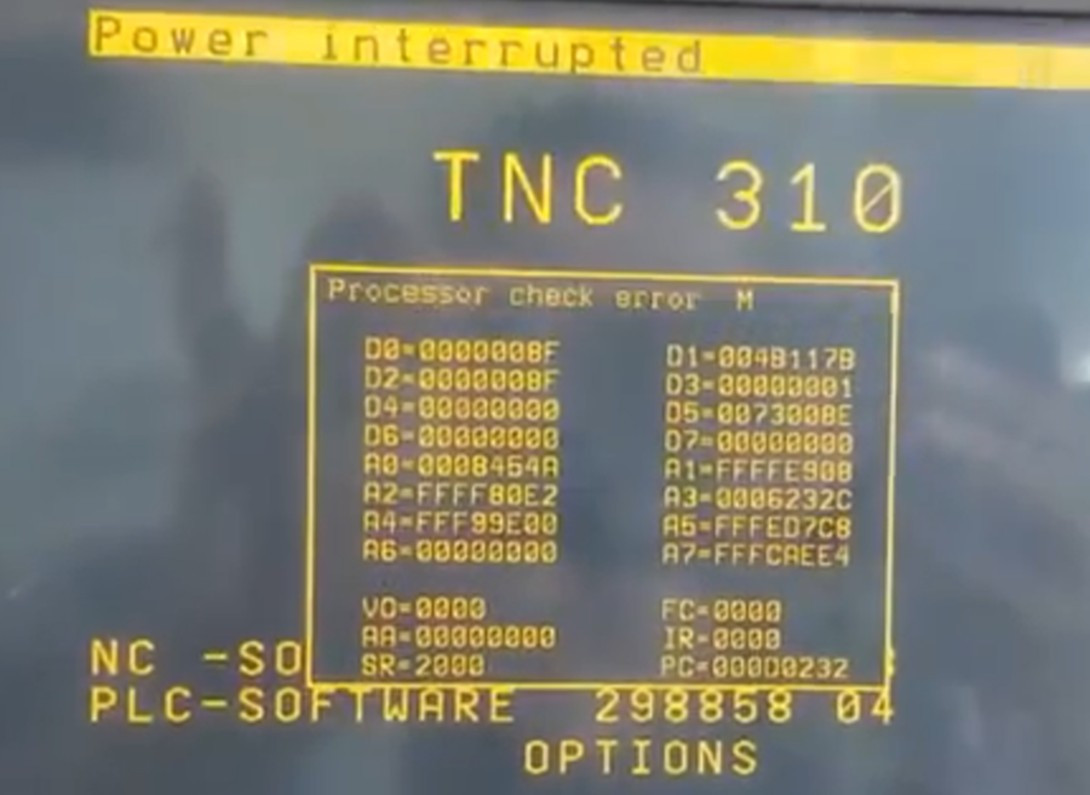 Power interrupted
TNC 310
Processor check error M
D0=0000008F D1=004B117B
D2=0000008F D3=00000001
D4=00000000 D5=0073008E
D6=00000000 D7=00000000
A0=0008454A A1=FFFFE908
A2=FFFF80E2 A3=0006232C
A4=FFF99E00 A5=FFFED7C8
A6=00000000 A7=FFFCAEE4
VO=0000 FC=0000
AA=00000000 IR=0000
SR=2000 PC=000D0232
NC -SO
PLC-SOFTWARE 298858 04
OPTIONS